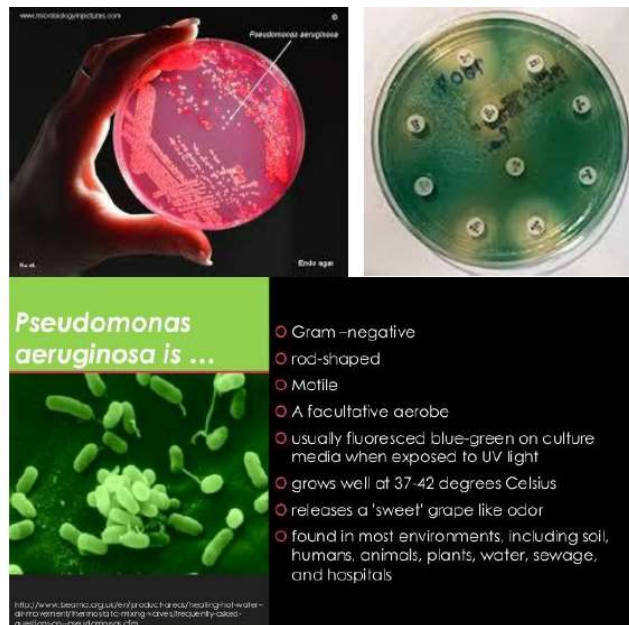 www.microbiologyinpictures.com
©
Pseudomonas aeruginosa
Endo agar
Pseudomonas
aeruginosa is ...
Gram –negative
rod-shaped
Motile
A facultative aerobe
usually fluoresced blue-green on culture
media when exposed to UV light
grows well at 37-42 degrees Celsius
releases a 'sweet' grape like odor
found in most environments, including soil,
humans, animals, plants, water, sewage,
and hospitals